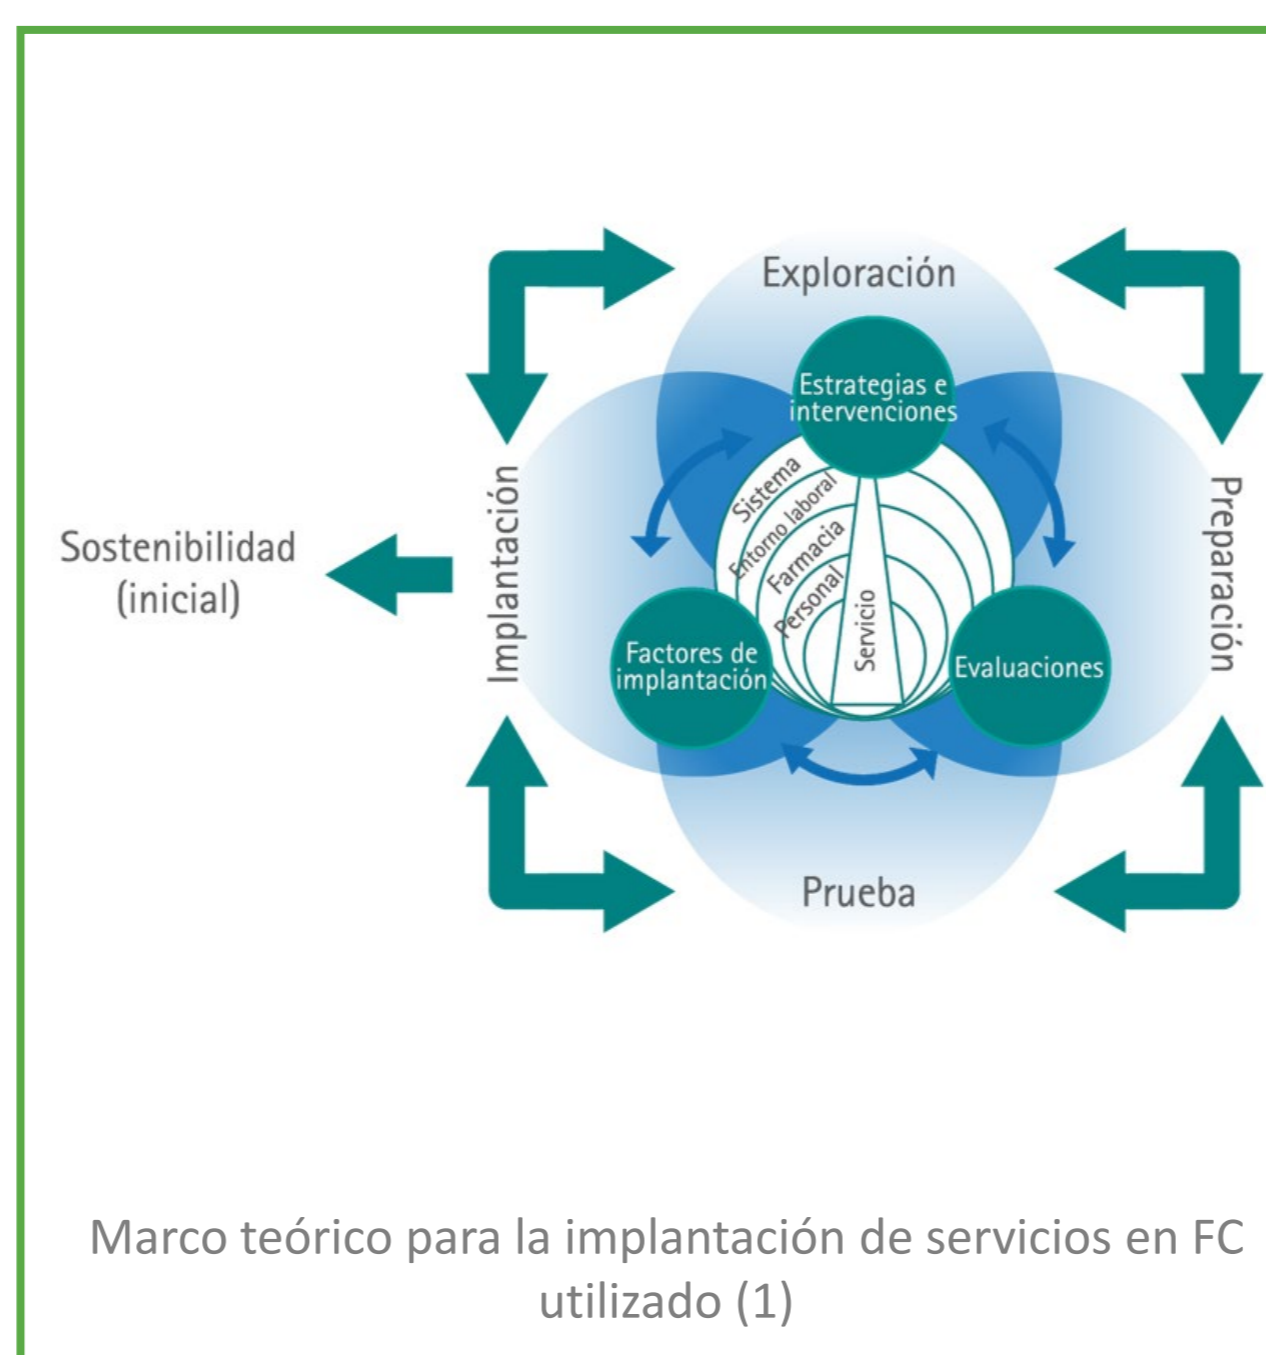 Exploración
Estrategias e
intervenciones
Sistema
Entorno laboral
Farmacia
Personal
Servicio
Implantación
Preparación
Sostenibilidad
(inicial)
Factores de
implantación
Evaluaciones
Prueba
Marco teórico para la implantación de servicios en FC
utilizado (1)